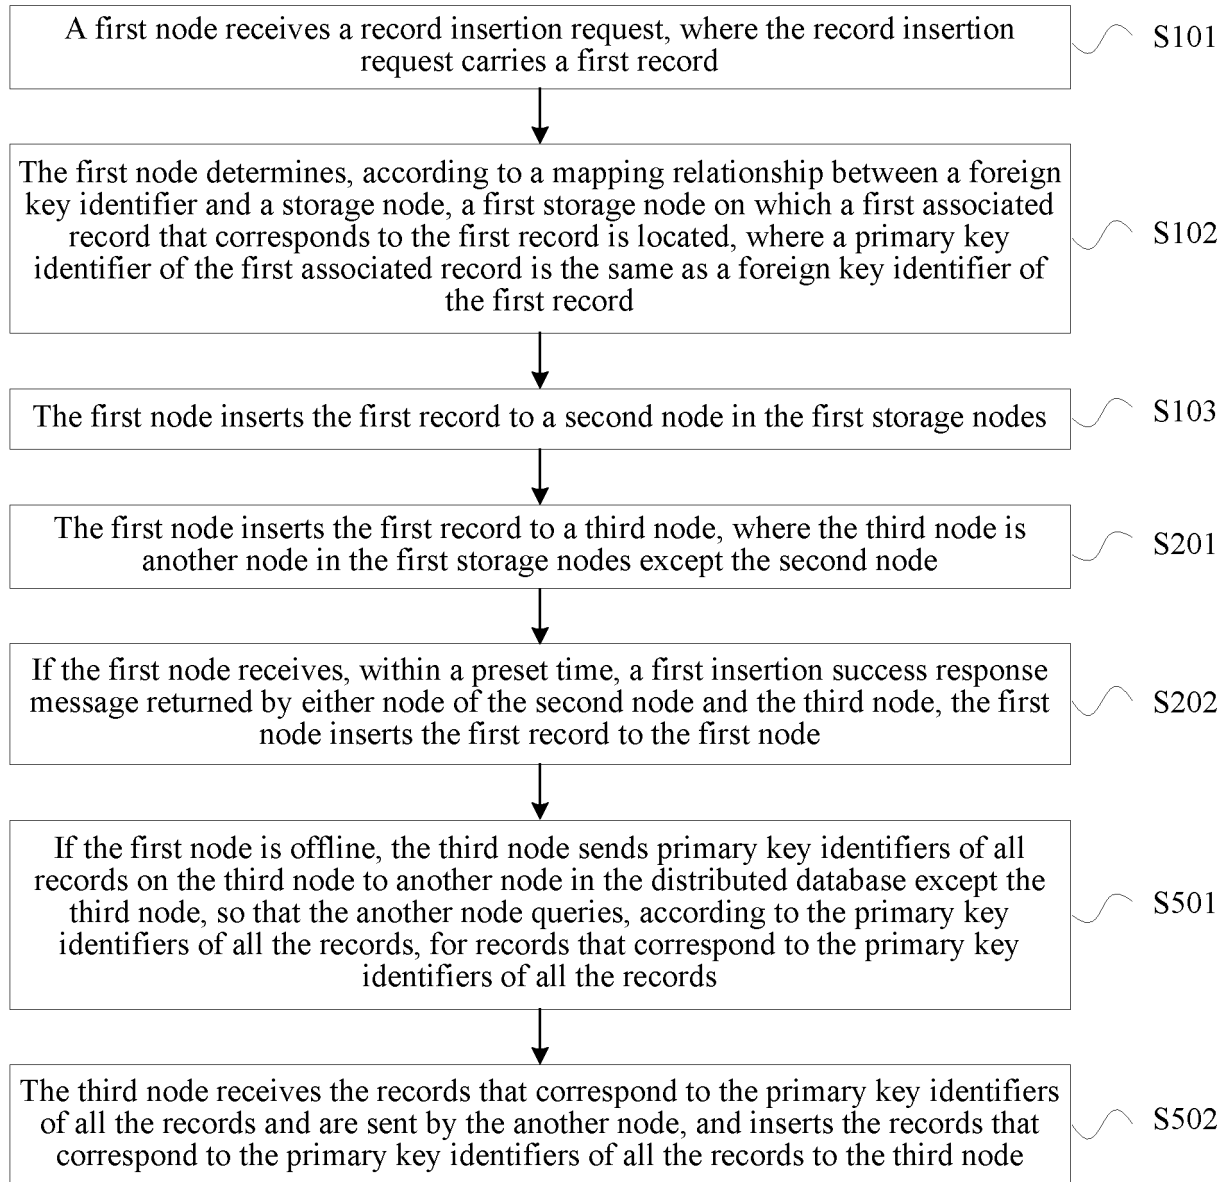 A first node receives a record insertion request, where the record insertion
request carries a first record
S101
The first node determines, according to a mapping relationship between a foreign
key identifier and a storage node, a first storage node on which a first associated
record that corresponds to the first record is located, where a primary key
identifier of the first associated record is the same as a foreign key identifier of
the first record
S102
The first node inserts the first record to a second node in the first storage nodes
S103
The first node inserts the first record to a third node, where the third node is
another node in the first storage nodes except the second node
S201
If the first node receives, within a preset time, a first insertion success response
message returned by either node of the second node and the third node, the first
node inserts the first record to the first node
S202
If the first node is offline, the third node sends primary key identifiers of all
records on the third node to another node in the distributed database except the
third node, so that the another node queries, according to the primary key
identifiers of all the records, for records that correspond to the primary key
identifiers of all the records
S501
The third node receives the records that correspond to the primary key identifiers
of all the records and are sent by the another node, and inserts the records that
correspond to the primary key identifiers of all the records to the third node
S502